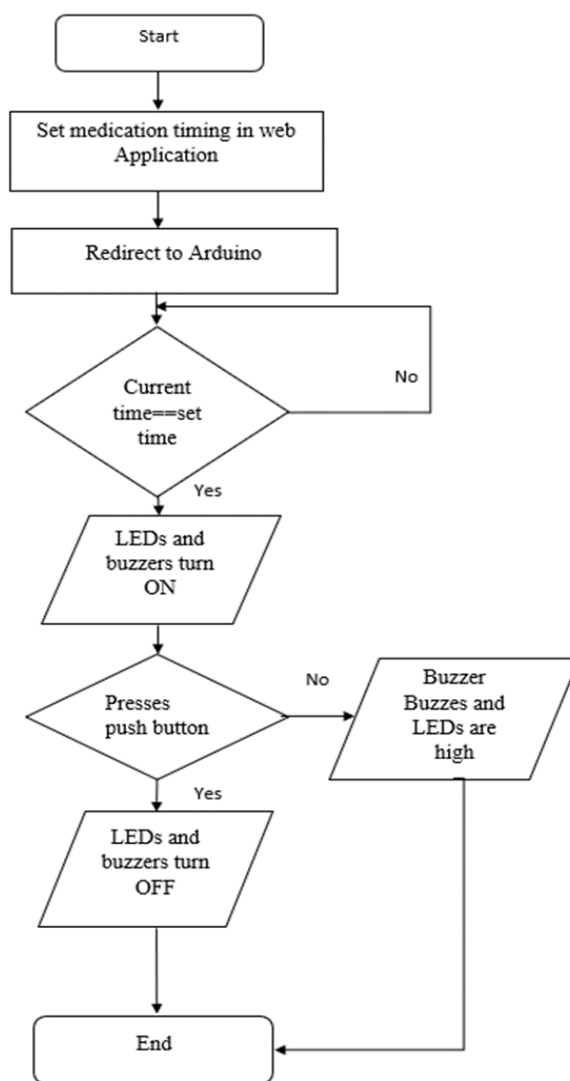 Start
Set medication timing in web
Application
Redirect to Arduino
Current
time==set
time
No
Yes
LEDs and
buzzers turn
ON
Presses
push button
No
Buzzer
Buzzes and
LEDs are
high
Yes
LEDs and
buzzers turn
OFF
End